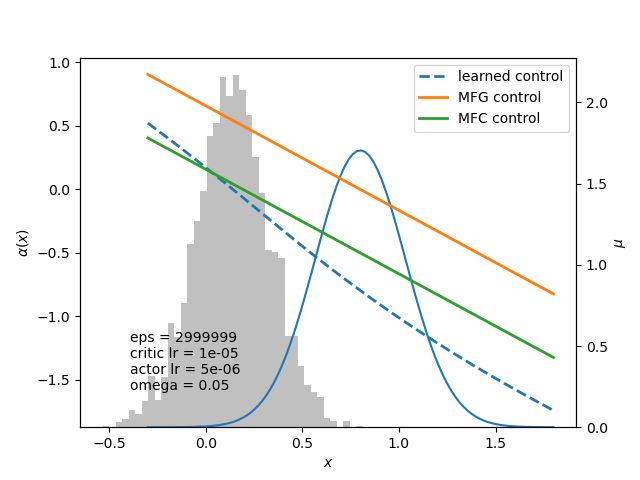 1.0
0.5
0.0
−0.5
−1.0
−1.5
α(x)
learned control
MFG control
MFC control
eps = 2999999
critic lr = 1e-05
actor lr = 5e-06
omega = 0.05
2.0
1.5
1.0
0.5
0.0
μ
−0.5
0.0
0.5
1.0
1.5
x